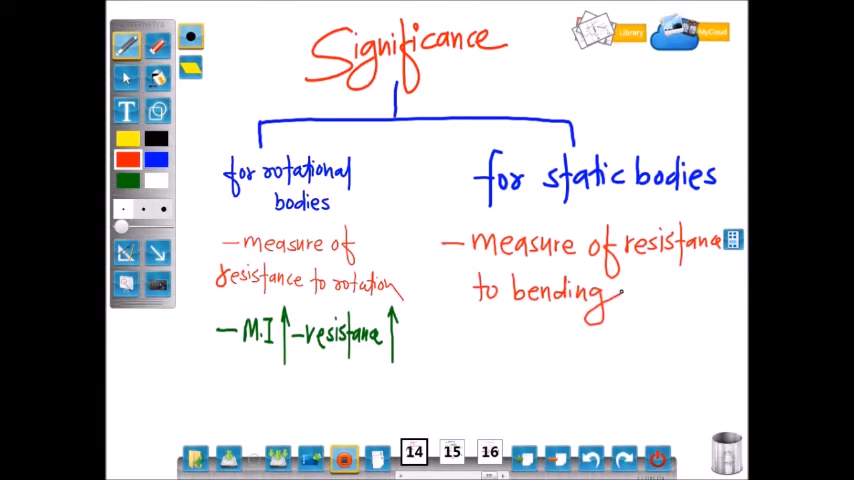 Significance
for rotational
bodies
- measure of
resistance to rotation
- M.I ↑ - resistance ↑
for static bodies
- measure of resistance
to bending
Library
MyCloud
T
14
15
16